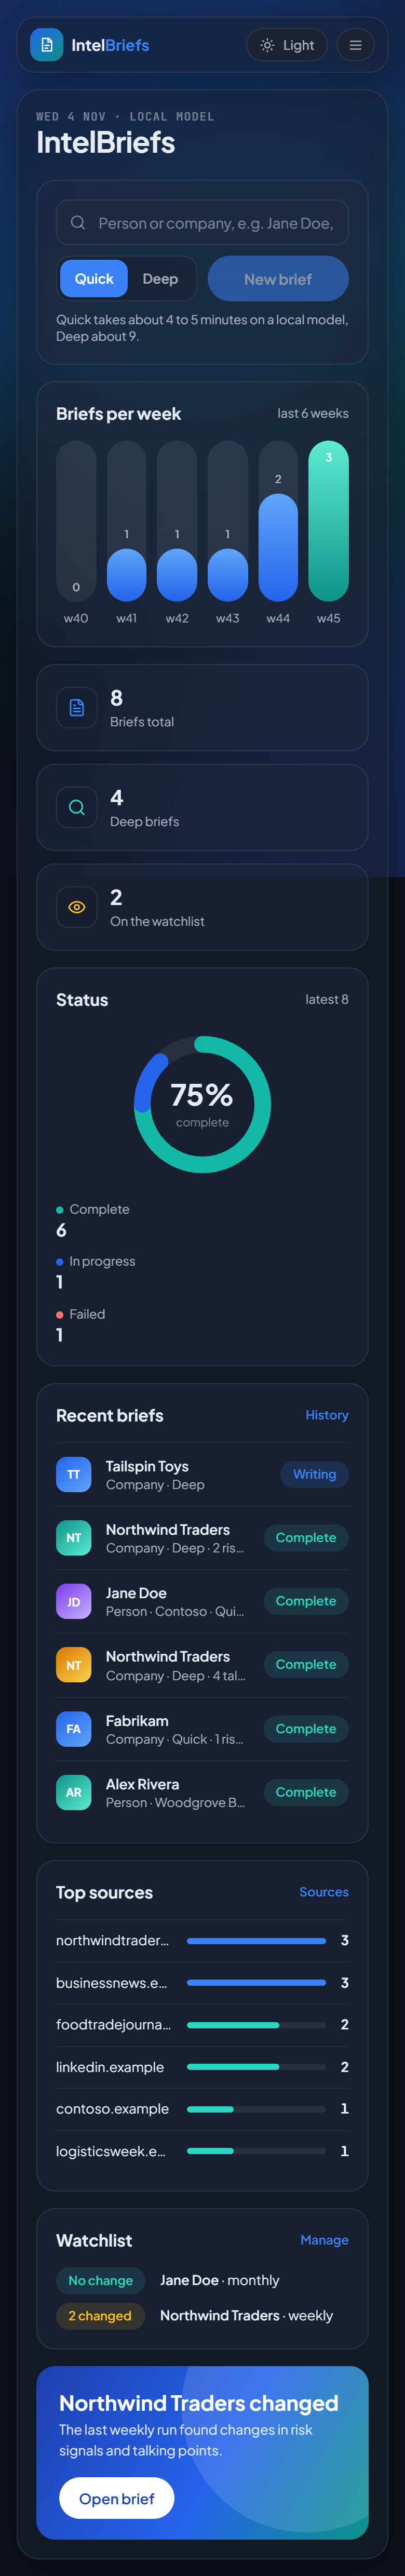 IntelBriefs
Light
WED 4 NOV · LOCAL MODEL
IntelBriefs
Person or company, e.g. Jane Doe,
Quick
Deep
New brief
Quick takes about 4 to 5 minutes on a local model,
Deep about 9.
Briefs per week
last 6 weeks
0
1
1
1
2
3
w40
w41
w42
w43
w44
w45
8
Briefs total
4
Deep briefs
2
On the watchlist
Status
latest 8
75%
complete
Complete
6
In progress
1
Failed
1
Recent briefs
History
TT
Tailspin Toys
Company · Deep
Writing
NT
Northwind Traders
Company · Deep · 2 ris...
Complete
JD
Jane Doe
Person · Contoso · Qui...
Complete
NT
Northwind Traders
Company · Deep · 4 tal...
Complete
FA
Fabrikam
Company · Quick · 1 ris...
Complete
AR
Alex Rivera
Person · Woodgrove B...
Complete
Top sources
Sources
northwindtrader...
3
businessnews.e...
3
foodtradejourna...
2
linkedin.example
2
contoso.example
1
logisticsweek.e...
1
Watchlist
Manage
No change
Jane Doe · monthly
2 changed
Northwind Traders · weekly
Northwind Traders changed
The last weekly run found changes in risk
signals and talking points.
Open brief